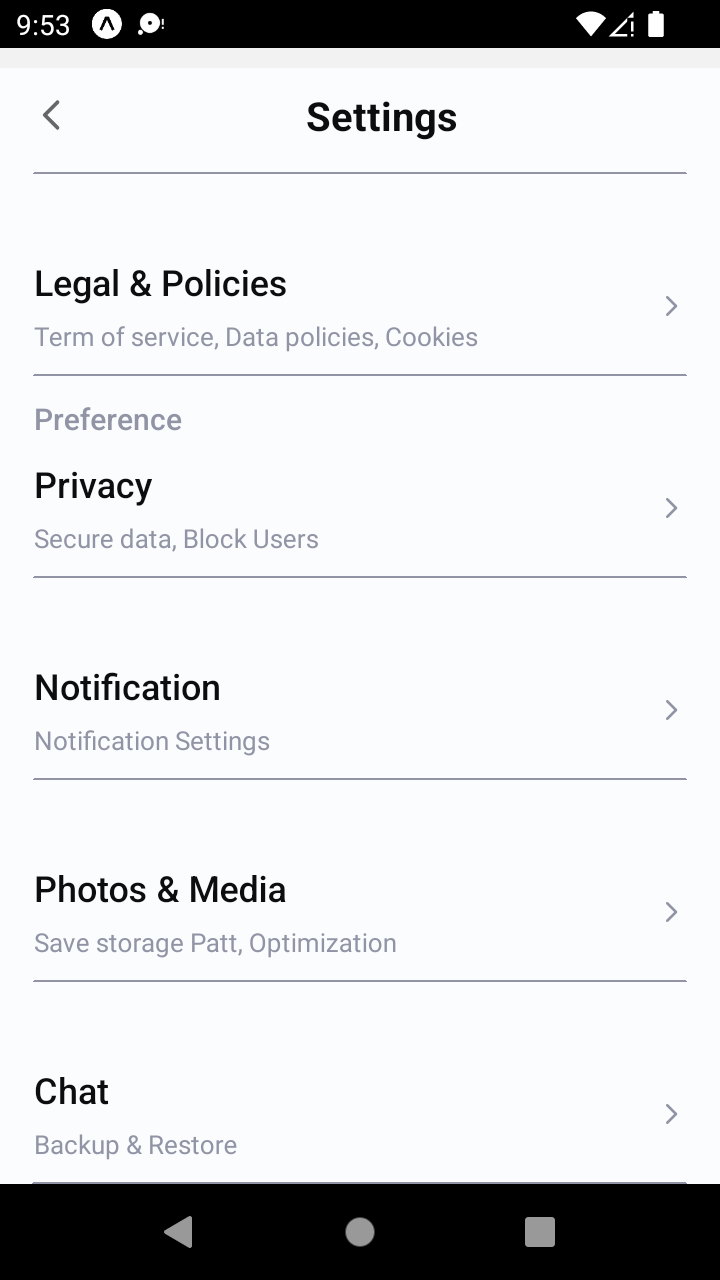 9:53
Settings
Legal & Policies
Term of service, Data policies, Cookies
Preference
Privacy
Secure data, Block Users
Notification
Notification Settings
Photos & Media
Save storage Patt, Optimization
Chat
Backup & Restore